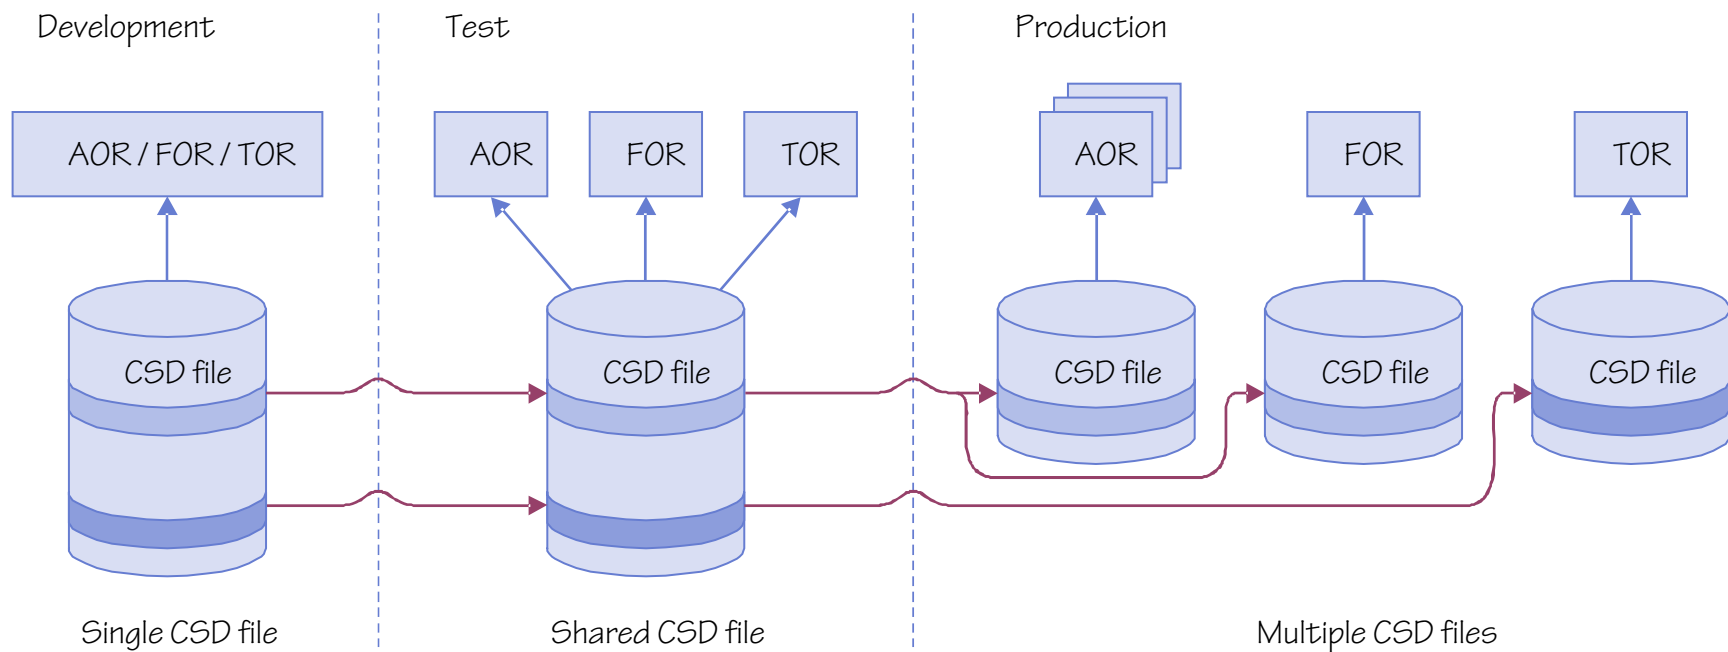 Development
Test
Production
AOR / FOR / TOR
AOR
FOR
TOR
AOR
FOR
TOR
CSD file
CSD file
CSD file
CSD file
CSD file
Single CSD file
Shared CSD file
Multiple CSD files